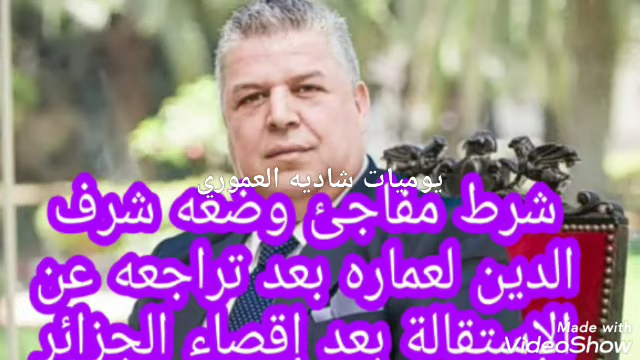 يوميات شاديه العموري
شرط مفاجئ وضعه شرف
الدين لعماره بعد تراجعه عن
الاستقالة بعد إقصاء الجزائر
Made with
VideoShow